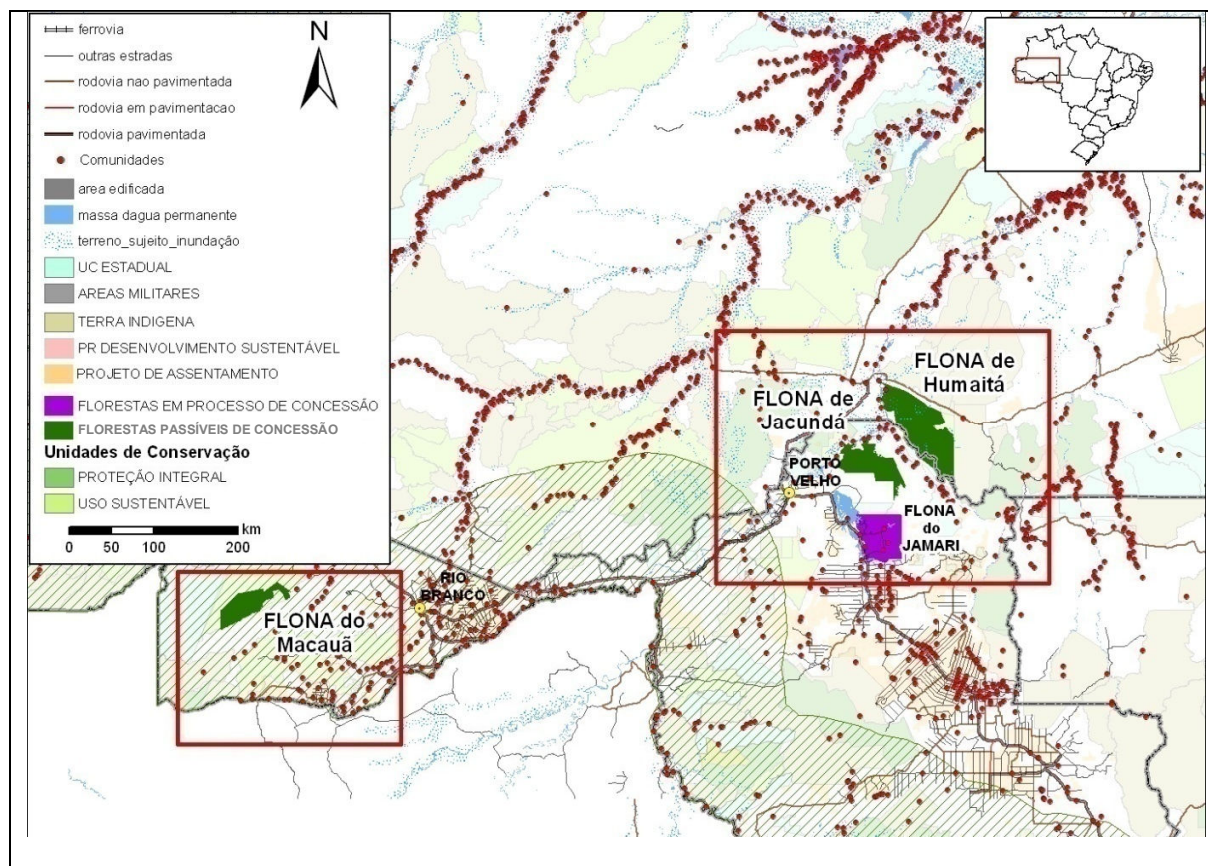 ferrovia
outras estradas
rodovia nao pavimentada
rodovia em pavimentacao
rodovia pavimentada
Comunidades
area edificada
massa dagua permanente
terreno_sujeito_inundação
UC ESTADUAL
AREAS MILITARES
TERRA INDIGENA
PR DESENVOLVIMENTO SUSTENTÁVEL
PROJETO DE ASSENTAMENTO
FLORESTAS EM PROCESSO DE CONCESSÃO
FLORESTAS PASSÍVEIS DE CONCESSÃO
Unidades de Conservação
PROTEÇÃO INTEGRAL
USO SUSTENTÁVEL
km
0 50 100 200
N
FLONA de
Humaitá
FLONA de
Jacundá
PORTO
VELHO
FLONA
do
JAMARI
RIO
BRANCO
FLONA do
Macauã